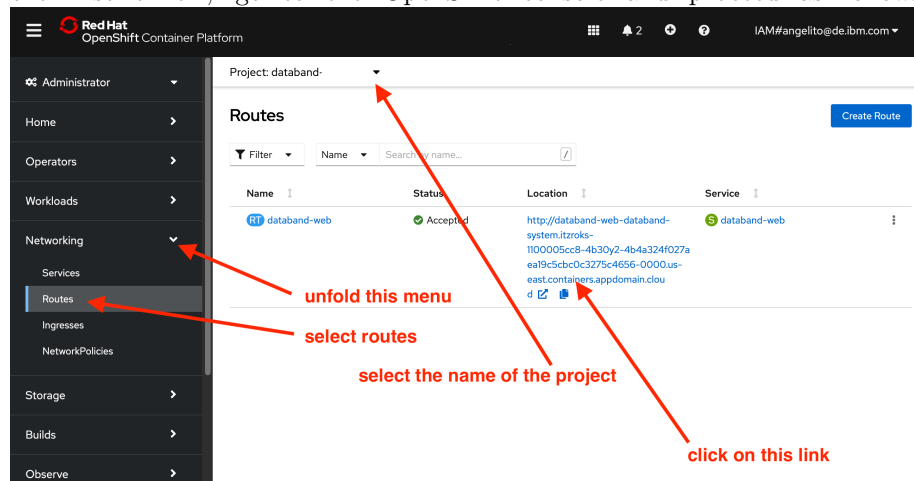 Red Hat
OpenShift Container Platform
2
IAM#angelito@de.ibm.com
Administrator
Home
Operators
Workloads
Networking
Services
Routes
Ingresses
NetworkPolicies
Storage
Builds
Observe
Project: databand-
Routes
Create Route
Filter
Name
Search by name...
/
Name
Status
Location
Service
RT databand-web
Accepted
http://databand-web-databand-
system.itzroks-
1100005cc8-4b30y2-4b4a324f027a
ea19c5cbc0c3275c4656-0000.us-
east.containers.appdomain.clou
d
S databand-web
unfold this menu
select routes
select the name of the project
click on this link